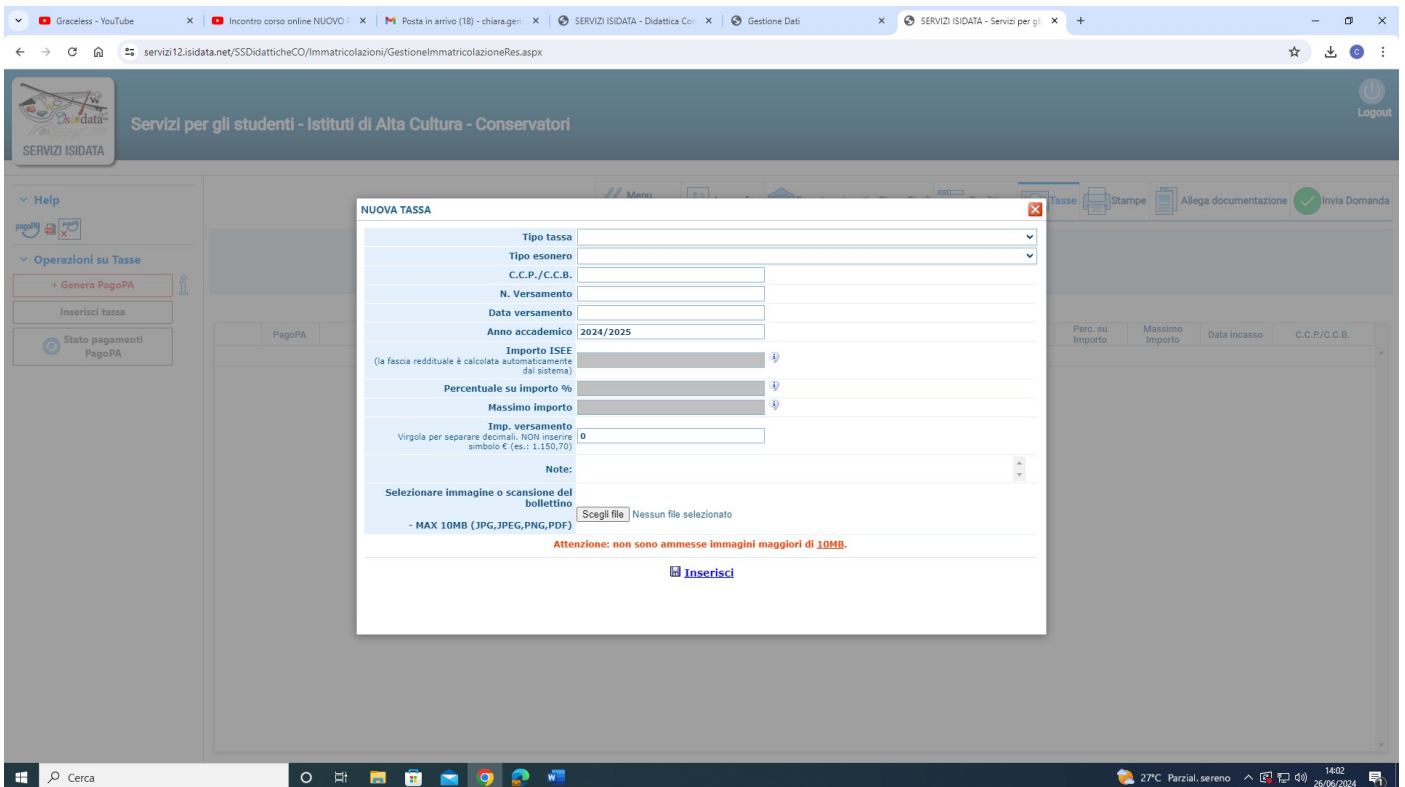 Graceless - YouTube
Incontro corso online NUOVO
Posta in arrivo (18) - chiara.gen
SERVIZI ISIDATA - Didattica Con
Gestione Dati
SERVIZI ISIDATA - Servizi per gl
servizi12.isidata.net/SSDidatticheCO/Immatricolazioni/GestioneImmatricolazioneRes.aspx
C
Isidata
SERVIZI ISIDATA
Servizi per gli studenti - Istituti di Alta Cultura - Conservatori
Logout
Help
Menu
Tasse
Stampe
Allega documentazione
Invia Domanda
pagoPA
Operazioni su Tasse
+ Genera PagoPA
Inserisci tassa
Stato pagamenti
PagoPA
PagoPA
Perc. su
Importo
Massimo
Importo
Data incasso
C.C.P./C.C.B.
NUOVA TASSA
Tipo tassa
Tipo esonero
C.C.P./C.C.B.
N. Versamento
Data versamento
Anno accademico 2024/2025
Importo ISEE
(la fascia reddituale è calcolata automaticamente
dal sistema)
Percentuale su importo %
Massimo importo
Imp. versamento
Virgola per separare decimali. NON inserire
simbolo € (es.: 1.150,70)
0
Note:
Selezionare immagine o scansione del
bollettino
- MAX 10MB (JPG,JPEG,PNG,PDF)
Scegli file Nessun file selezionato
Attenzione: non sono ammesse immagini maggiori di 10MB.
Inserisci
Cerca
27°C Parzial. sereno
14:02
26/06/2024